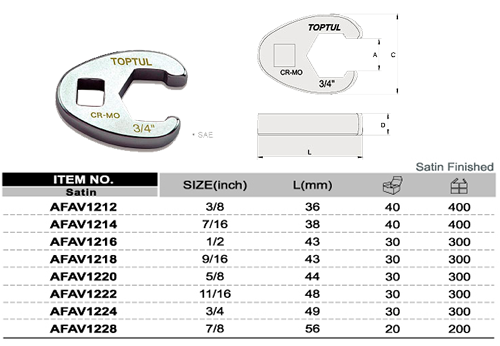 TOPTUL
CR-MO
3/4"
• SAE
TOPTUL
CR-MO
3/4"
A
C
D
L
Satin Finished
ITEM NO.
Satin
SIZE(inch)
L(mm)
AFAV1212 3/8 36 40 400
AFAV1214 7/16 38 40 400
AFAV1216 1/2 43 30 300
AFAV1218 9/16 43 30 300
AFAV1220 5/8 44 30 300
AFAV1222 11/16 48 30 300
AFAV1224 3/4 49 30 300
AFAV1228 7/8 56 20 200